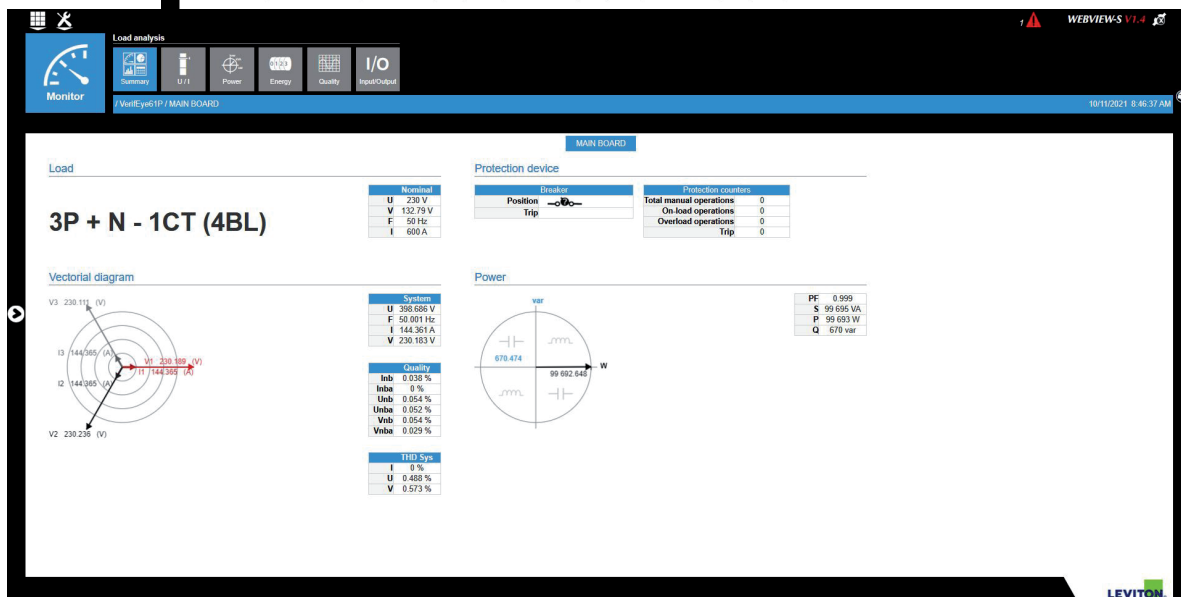 1
WEBVIEW-S V1.4
Load analysis
Summary
U / I
Power
0123
Energy
Quality
I/O
Input/Output
Monitor
/ VerifEye61P / MAIN BOARD
10/11/2021 8:46:37 AM
MAIN BOARD
Load
3P + N - 1CT (4BL)
Nominal
U 230 V
V 132.79 V
F 50 Hz
I 600 A
Protection device
Breaker
Position ?
Trip
Protection counters
Total manual operations 0
On-load operations 0
Overload operations 0
Trip 0
Vectorial diagram
V3 230.111 (V)
I3 144.365 (A)
V1 230.189 (V)
I1 144.365 (A)
I2 144.365 (A)
V2 230.236 (V)
System
U 398.686 V
F 50.001 Hz
I 144.361 A
V 230.183 V
Quality
Inb 0.038 %
Inba 0 %
Unb 0.054 %
Unba 0.052 %
Vnb 0.054 %
Vnba 0.029 %
THD Sys
I 0 %
U 0.488 %
V 0.573 %
Power
var
670.474
W
99 692.648
PF 0.999
S 99 695 VA
P 99 693 W
Q 670 var
LEVITON.